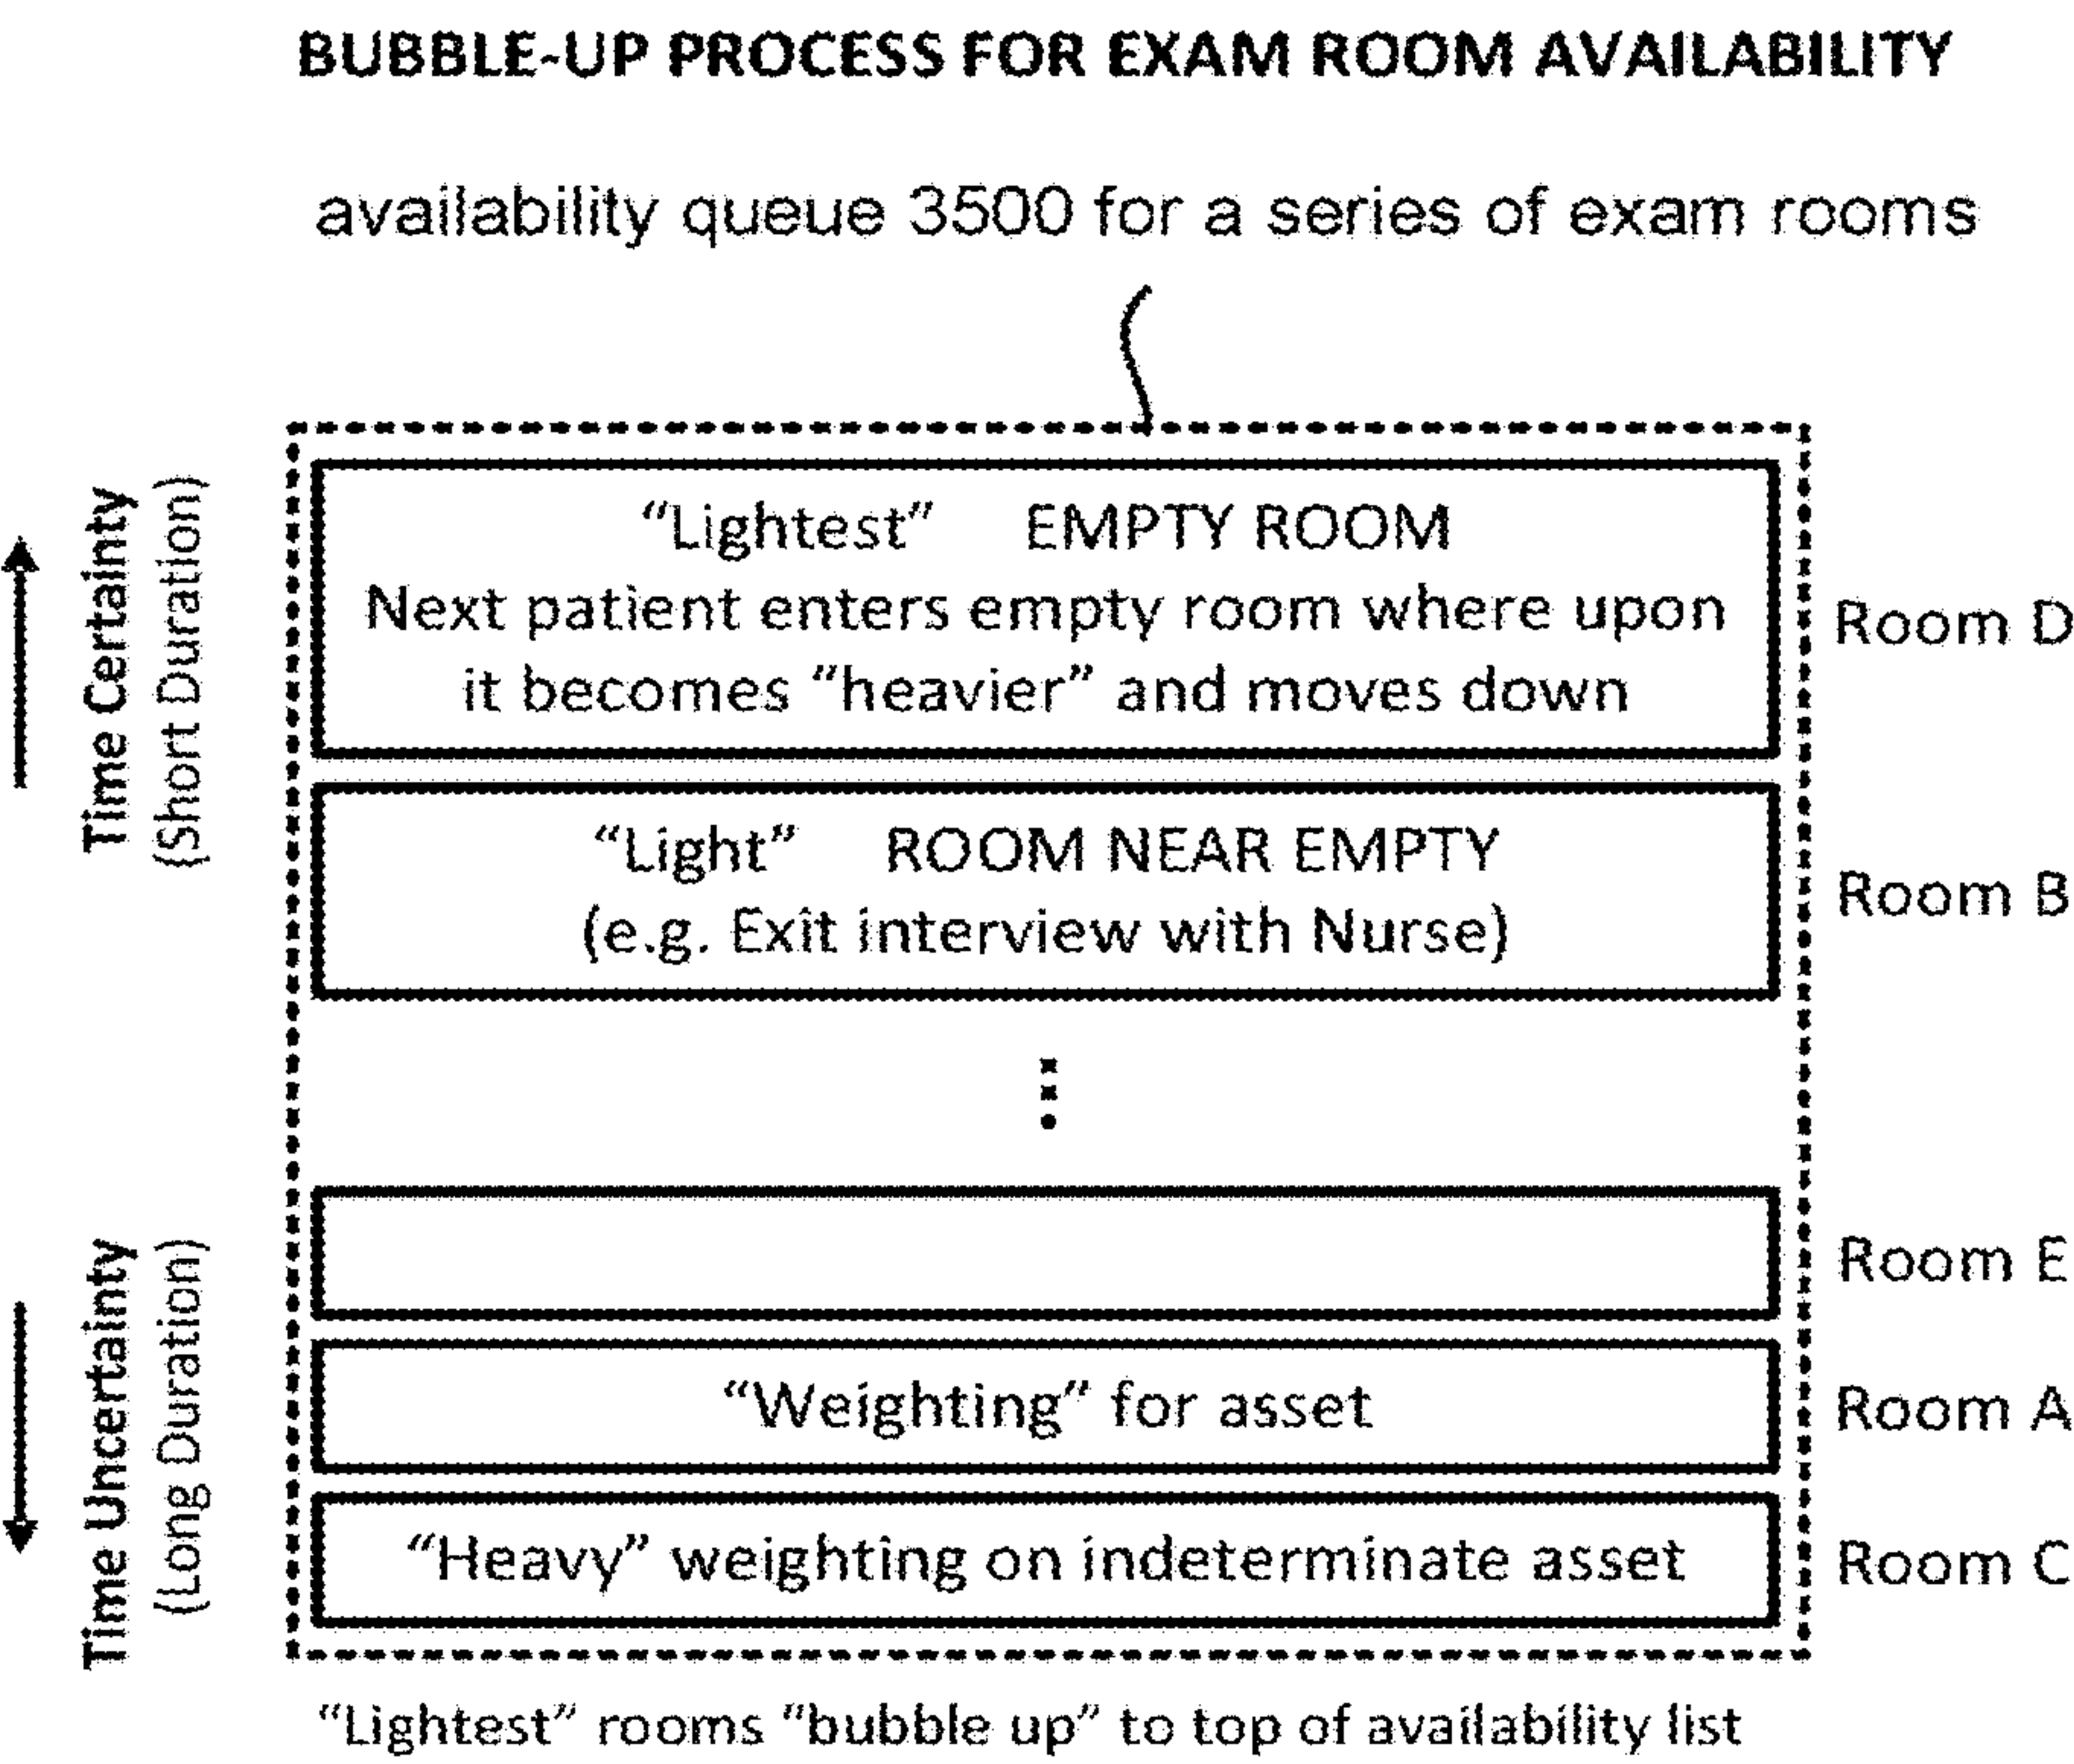 BUBBLE-UP PROCESS FOR EXAM ROOM AVAILABILITY
availability queue 3500 for a series of exam rooms
Time Certainty
(Short Duration)
“Lightest” EMPTY ROOM
Next patient enters empty room where upon
it becomes “heavier” and moves down
Room D
“Light” ROOM NEAR EMPTY
(e.g. Exit interview with Nurse)
Room B
Time Uncertainty
(Long Duration)
Room E
“Weighting” for asset
Room A
“Heavy” weighting on indeterminate asset
Room C
“Lightest” rooms “bubble up” to top of availability list